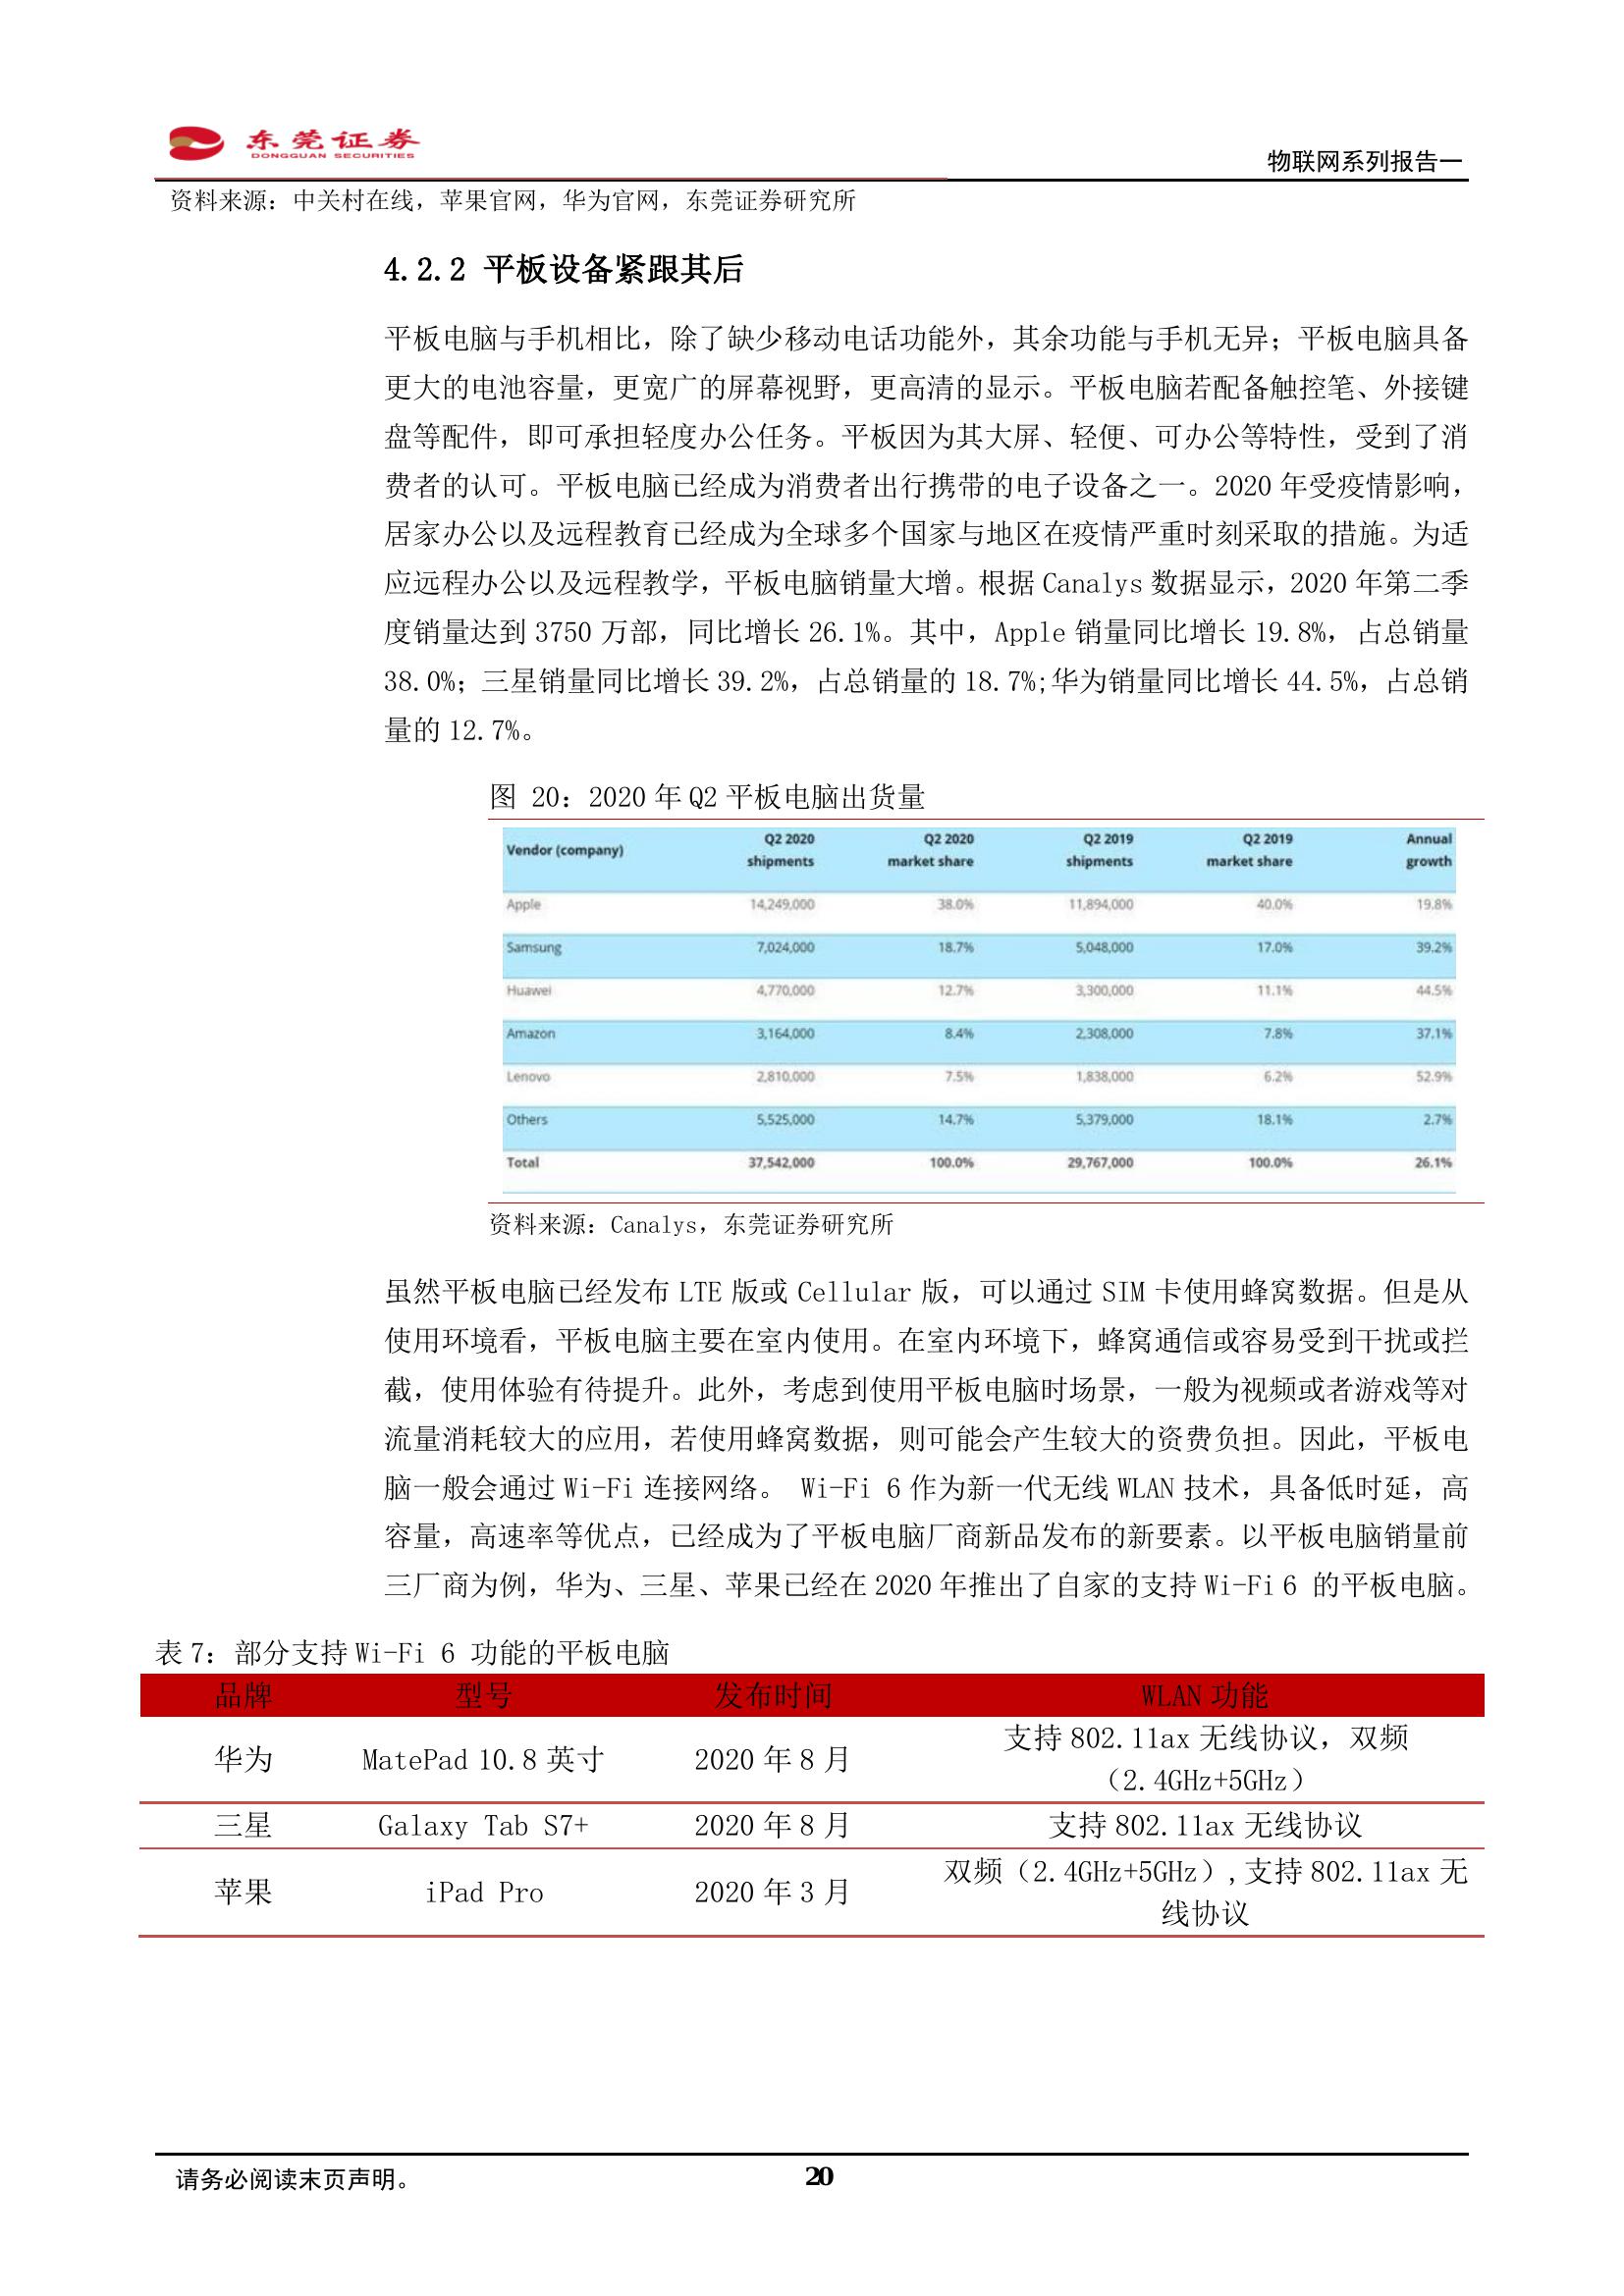 东莞证券
DONGGUAN SECURITIES
物联网系列报告一
资料来源：中关村在线，苹果官网，华为官网，东莞证券研究所
4.2.2 平板设备紧跟其后
平板电脑与手机相比，除了缺少移动电话功能外，其余功能与手机无异；平板电脑具备
更大的电池容量，更宽广的屏幕视野，更高清的显示。平板电脑若配备触控笔、外接键
盘等配件，即可承担轻度办公任务。平板因为其大屏、轻便、可办公等特性，受到了消
费者的认可。平板电脑已经成为消费者出行携带的电子设备之一。2020 年受疫情影响，
居家办公以及远程教育已经成为全球多个国家与地区在疫情严重时刻采取的措施。为适
应远程办公以及远程教学，平板电脑销量大增。根据 Canalys 数据显示，2020 年第二季
度销量达到 3750 万部，同比增长 26.1%。其中，Apple 销量同比增长 19.8%，占总销量
38.0%；三星销量同比增长 39.2%，占总销量的 18.7%;华为销量同比增长 44.5%，占总销
量的 12.7%。
图 20：2020 年 Q2 平板电脑出货量
Vendor (company) Q2 2020 shipments Q2 2020 market share Q2 2019 shipments Q2 2019 market share Annual growth
Apple 14,249,000 38.0% 11,894,000 40.0% 19.8%
Samsung 7,024,000 18.7% 5,048,000 17.0% 39.2%
Huawei 4,770,000 12.7% 3,300,000 11.1% 44.5%
Amazon 3,164,000 8.4% 2,308,000 7.8% 37.1%
Lenovo 2,810,000 7.5% 1,838,000 6.2% 52.9%
Others 5,525,000 14.7% 5,379,000 18.1% 2.7%
Total 37,542,000 100.0% 29,767,000 100.0% 26.1%
资料来源：Canalys，东莞证券研究所
虽然平板电脑已经发布 LTE 版或 Cellular 版，可以通过 SIM 卡使用蜂窝数据。但是从
使用环境看，平板电脑主要在室内使用。在室内环境下，蜂窝通信或容易受到干扰或拦
截，使用体验有待提升。此外，考虑到使用平板电脑时场景，一般为视频或者游戏等对
流量消耗较大的应用，若使用蜂窝数据，则可能会产生较大的资费负担。因此，平板电
脑一般会通过 Wi-Fi 连接网络。 Wi-Fi 6 作为新一代无线 WLAN 技术，具备低时延，高
容量，高速率等优点，已经成为了平板电脑厂商新品发布的新要素。以平板电脑销量前
三厂商为例，华为、三星、苹果已经在 2020 年推出了自家的支持 Wi-Fi 6 的平板电脑。
表 7：部分支持 Wi-Fi 6 功能的平板电脑
品牌 型号 发布时间 WLAN 功能
华为 MatePad 10.8 英寸 2020 年 8 月 支持 802.11ax 无线协议，双频
（2.4GHz+5GHz）
三星 Galaxy Tab S7+ 2020 年 8 月 支持 802.11ax 无线协议
苹果 iPad Pro 2020 年 3 月 双频（2.4GHz+5GHz）,支持 802.11ax 无
线协议
请务必阅读末页声明。
20